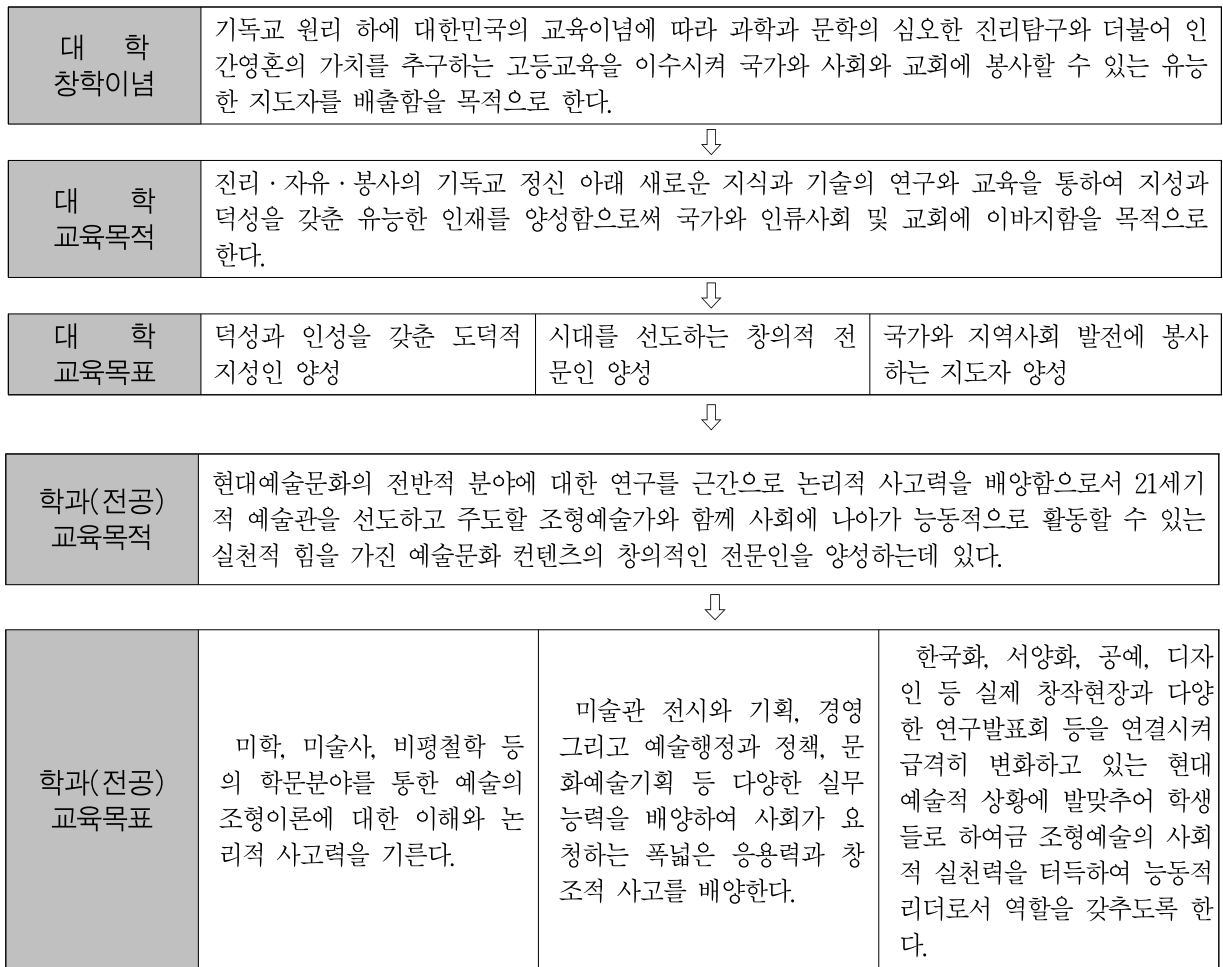 대 학
창학이념
기독교 원리 하에 대한민국의 교육이념에 따라 과학과 문학의 심오한 진리탐구와 더불어 인
간영혼의 가치를 추구하는 고등교육을 이수시켜 국가와 사회와 교회에 봉사할 수 있는 유능
한 지도자를 배출함을 목적으로 한다.
⇩
대 학
교육목적
진리·자유·봉사의 기독교 정신 아래 새로운 지식과 기술의 연구와 교육을 통하여 지성과
덕성을 갖춘 유능한 인재를 양성함으로써 국가와 인류사회 및 교회에 이바지함을 목적으로
한다.
⇩
대 학
교육목표
덕성과 인성을 갖춘 도덕적
지성인 양성
시대를 선도하는 창의적 전
문인 양성
국가와 지역사회 발전에 봉사
하는 지도자 양성
⇩
학과(전공)
교육목적
현대예술문화의 전반적 분야에 대한 연구를 근간으로 논리적 사고력을 배양함으로서 21세기
적 예술관을 선도하고 주도할 조형예술가와 함께 사회에 나아가 능동적으로 활동할 수 있는
실천적 힘을 가진 예술문화 컨텐츠의 창의적인 전문인을 양성하는데 있다.
⇩
학과(전공)
교육목표
미학, 미술사, 비평철학 등
의 학문분야를 통한 예술의
조형이론에 대한 이해와 논
리적 사고력을 기른다.
미술관 전시와 기획, 경영
그리고 예술행정과 정책, 문
화예술기획 등 다양한 실무
능력을 배양하여 사회가 요
청하는 폭넓은 응용력과 창
조적 사고를 배양한다.
한국화, 서양화, 공예, 디자
인 등 실제 창작현장과 다양
한 연구발표회 등을 연결시켜
급격히 변화하고 있는 현대
예술적 상황에 발맞추어 학생
들로 하여금 조형예술의 사회
적 실천력을 터득하여 능동적
리더로서 역할을 갖추도록 한
다.